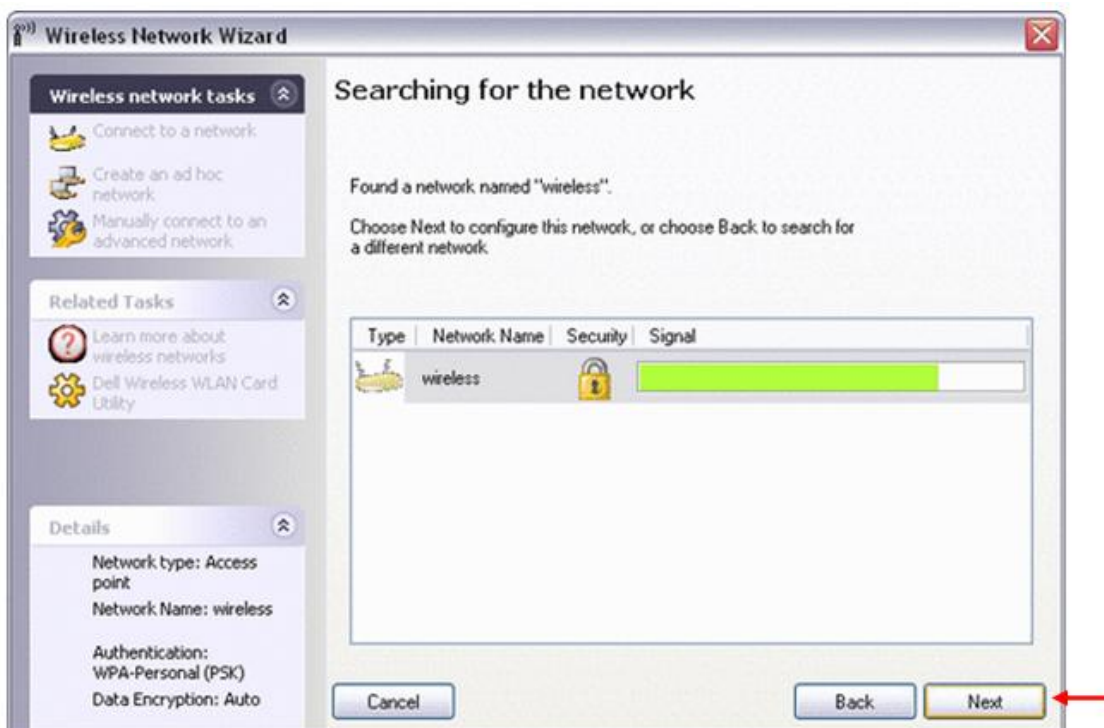 Wireless Network Wizard
Wireless network tasks
Connect to a network
Create an ad hoc
network
Manually connect to an
advanced network
Related Tasks
Learn more about
wireless networks
Dell Wireless WLAN Card
Utility
Details
Network type: Access
point
Network Name: wireless
Authentication:
WPA-Personal (PSK)
Data Encryption: Auto
Searching for the network
Found a network named "wireless".
Choose Next to configure this network, or choose Back to search for
a different network
Type Network Name Security Signal
wireless
Cancel Back Next